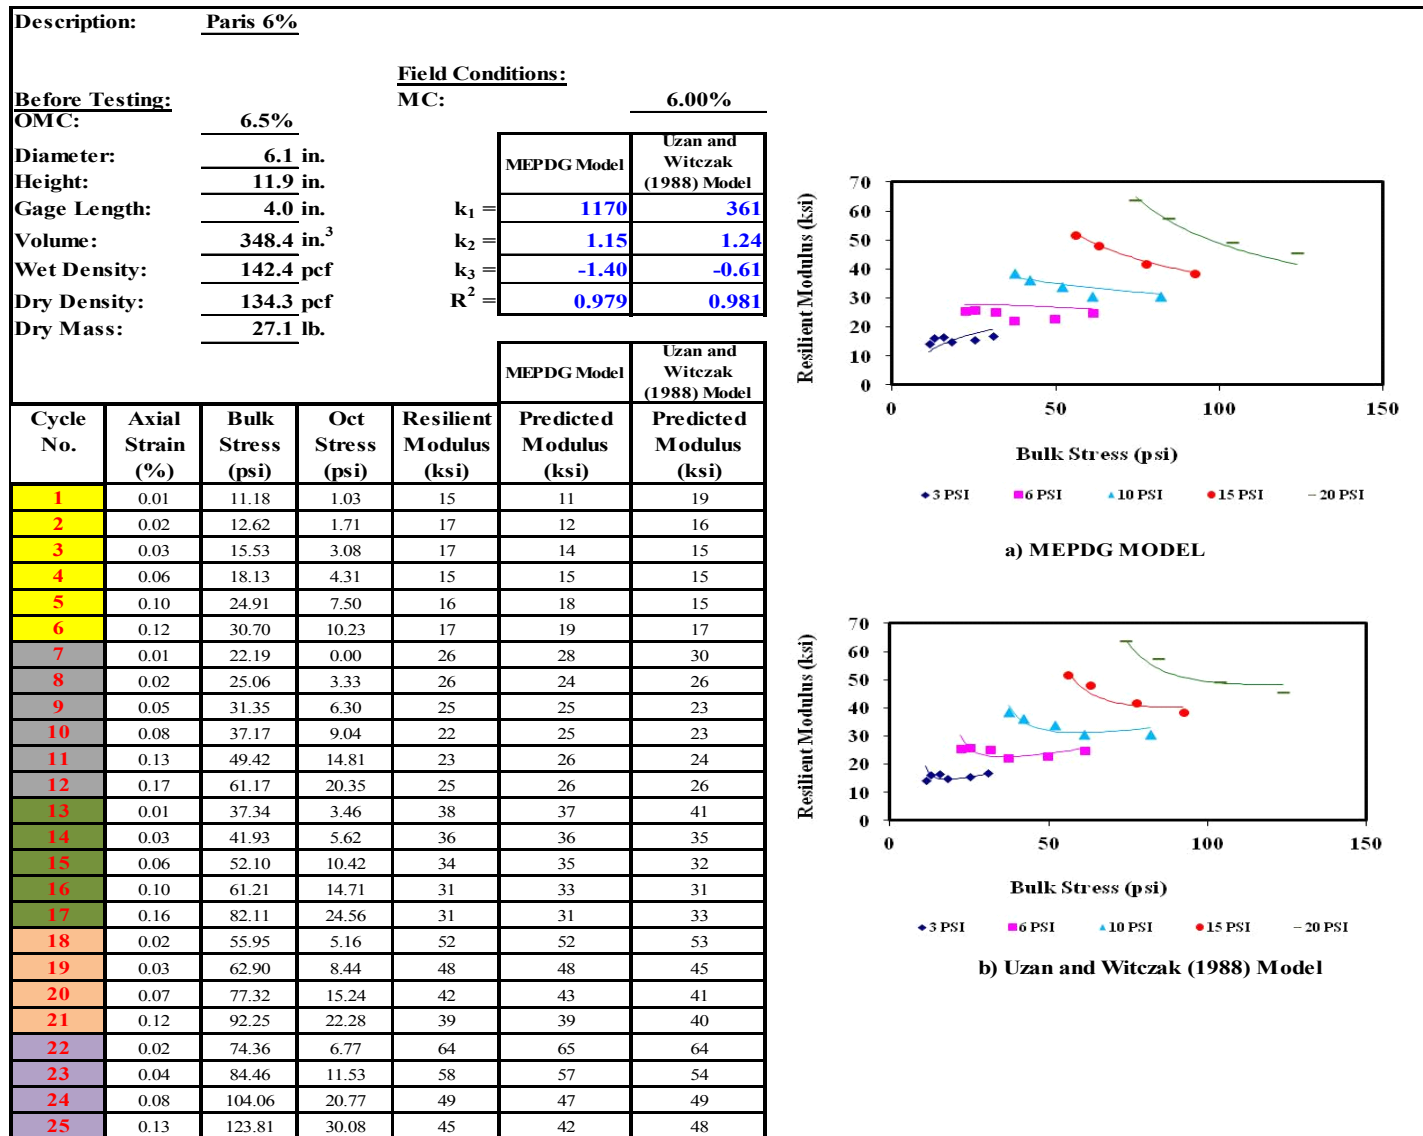 Description: Paris 6%
Field Conditions:
Before Testing: MC: 6.00%
OMC: 6.5%
Diameter: 6.1 in.
Height: 11.9 in.
Gage Length: 4.0 in.
Volume: 348.4 in.³
Wet Density: 142.4 pcf
Dry Density: 134.3 pcf
Dry Mass: 27.1 lb.
MEPDG Model Uzan and Witczak (1988) Model
k₁ = 1170 361
k₂ = 1.15 1.24
k₃ = -1.40 -0.61
R² = 0.979 0.981
MEPDG Model Uzan and Witczak (1988) Model
Cycle No. Axial Strain (%) Bulk Stress (psi) Oct Stress (psi) Resilient Modulus (ksi) Predicted Modulus (ksi) Predicted Modulus (ksi)
1 0.01 11.18 1.03 15 11 19
2 0.02 12.62 1.71 17 12 16
3 0.03 15.53 3.08 17 14 15
4 0.06 18.13 4.31 15 15 15
5 0.10 24.91 7.50 16 18 15
6 0.12 30.70 10.23 17 19 17
7 0.01 22.19 0.00 26 28 30
8 0.02 25.06 3.33 26 24 26
9 0.05 31.35 6.30 25 25 23
10 0.08 37.17 9.04 22 25 23
11 0.13 49.42 14.81 23 26 24
12 0.17 61.17 20.35 25 26 26
13 0.01 37.34 3.46 38 37 41
14 0.03 41.93 5.62 36 36 35
15 0.06 52.10 10.42 34 35 32
16 0.10 61.21 14.71 31 33 31
17 0.16 82.11 24.56 31 31 33
18 0.02 55.95 5.16 52 52 53
19 0.03 62.90 8.44 48 48 45
20 0.07 77.32 15.24 42 43 41
21 0.12 92.25 22.28 39 39 40
22 0.02 74.36 6.77 64 65 64
23 0.04 84.46 11.53 58 57 54
24 0.08 104.06 20.77 49 47 49
25 0.13 123.81 30.08 45 42 48
Resilient Modulus (ksi)
70
60
50
40
30
20
10
0
0 50 100 150
Bulk Stress (psi)
3 PSI 6 PSI 10 PSI 15 PSI 20 PSI
a) MEPDG MODEL
Resilient Modulus (ksi)
70
60
50
40
30
20
10
0
0 50 100 150
Bulk Stress (psi)
3 PSI 6 PSI 10 PSI 15 PSI 20 PSI
b) Uzan and Witczak (1988) Model